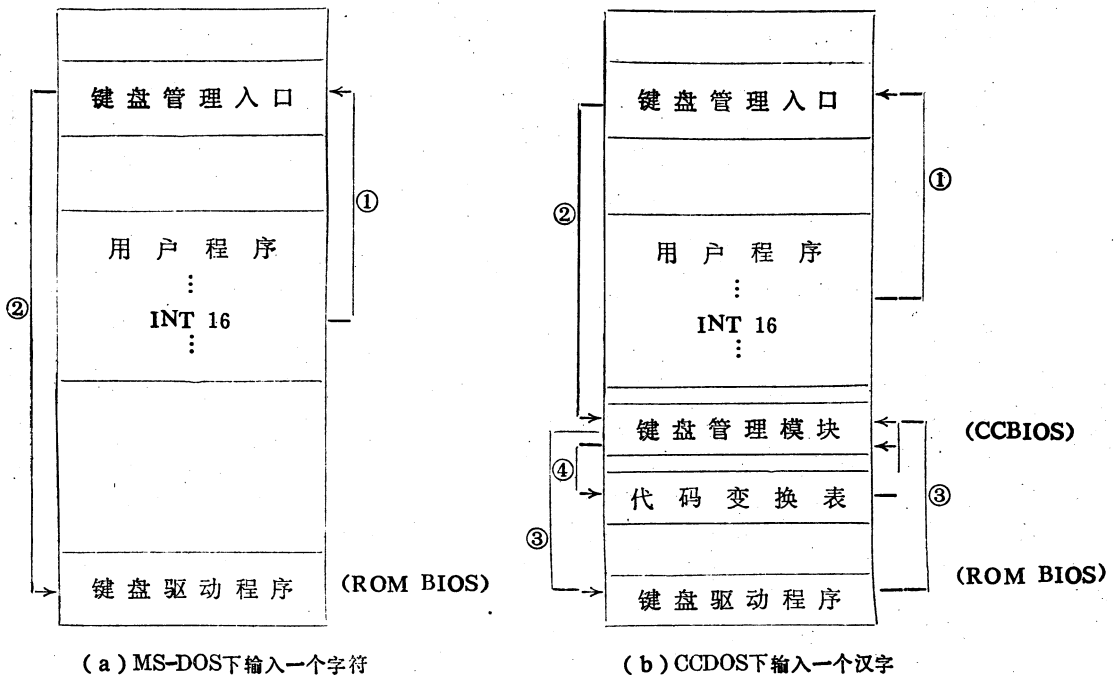 键盘管理入口
①
用户程序
⋮
②
INT 16
⋮
键盘驱动程序
(ROM BIOS)
(a)MS-DOS下输入一个字符
键盘管理入口
①
②
用户程序
⋮
INT 16
⋮
键盘管理模块
(CCBIOS)
④
代码变换表
③
③
键盘驱动程序
(ROM BIOS)
(b)CCDOS下输入一个汉字